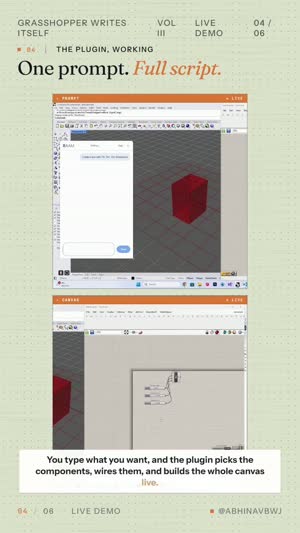 GRASSHOPPER WRITES ITSELF
VOL III
LIVE DEMO
04 / 06
04 | THE PLUGIN, WORKING
One prompt. Full script.
PROMPT
LIVE
CANVAS
LIVE
You type what you want, and the plugin picks the
components, wires them, and builds the whole canvas
live.
04 / 06 LIVE DEMO
@ABHINAVBWJ